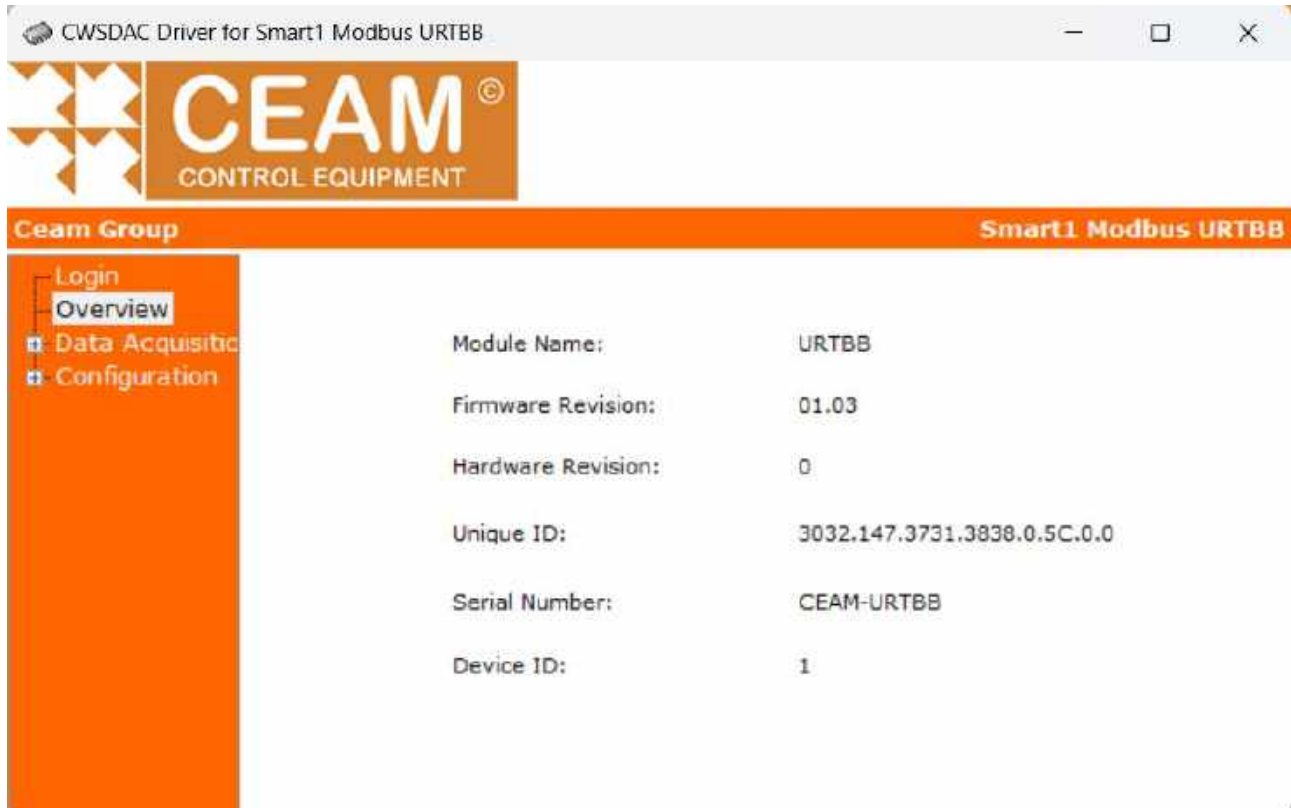 CWSDAC Driver for Smart1 Modbus URTBB
CEAM©
CONTROL EQUIPMENT
Ceam Group Smart1 Modbus URTBB
Login
Overview
Data Acquisitic
Configuration
Module Name: URTBB
Firmware Revision: 01.03
Hardware Revision: 0
Unique ID: 3032.147.3731.3838.0.5C.0.0
Serial Number: CEAM-URTBB
Device ID: 1